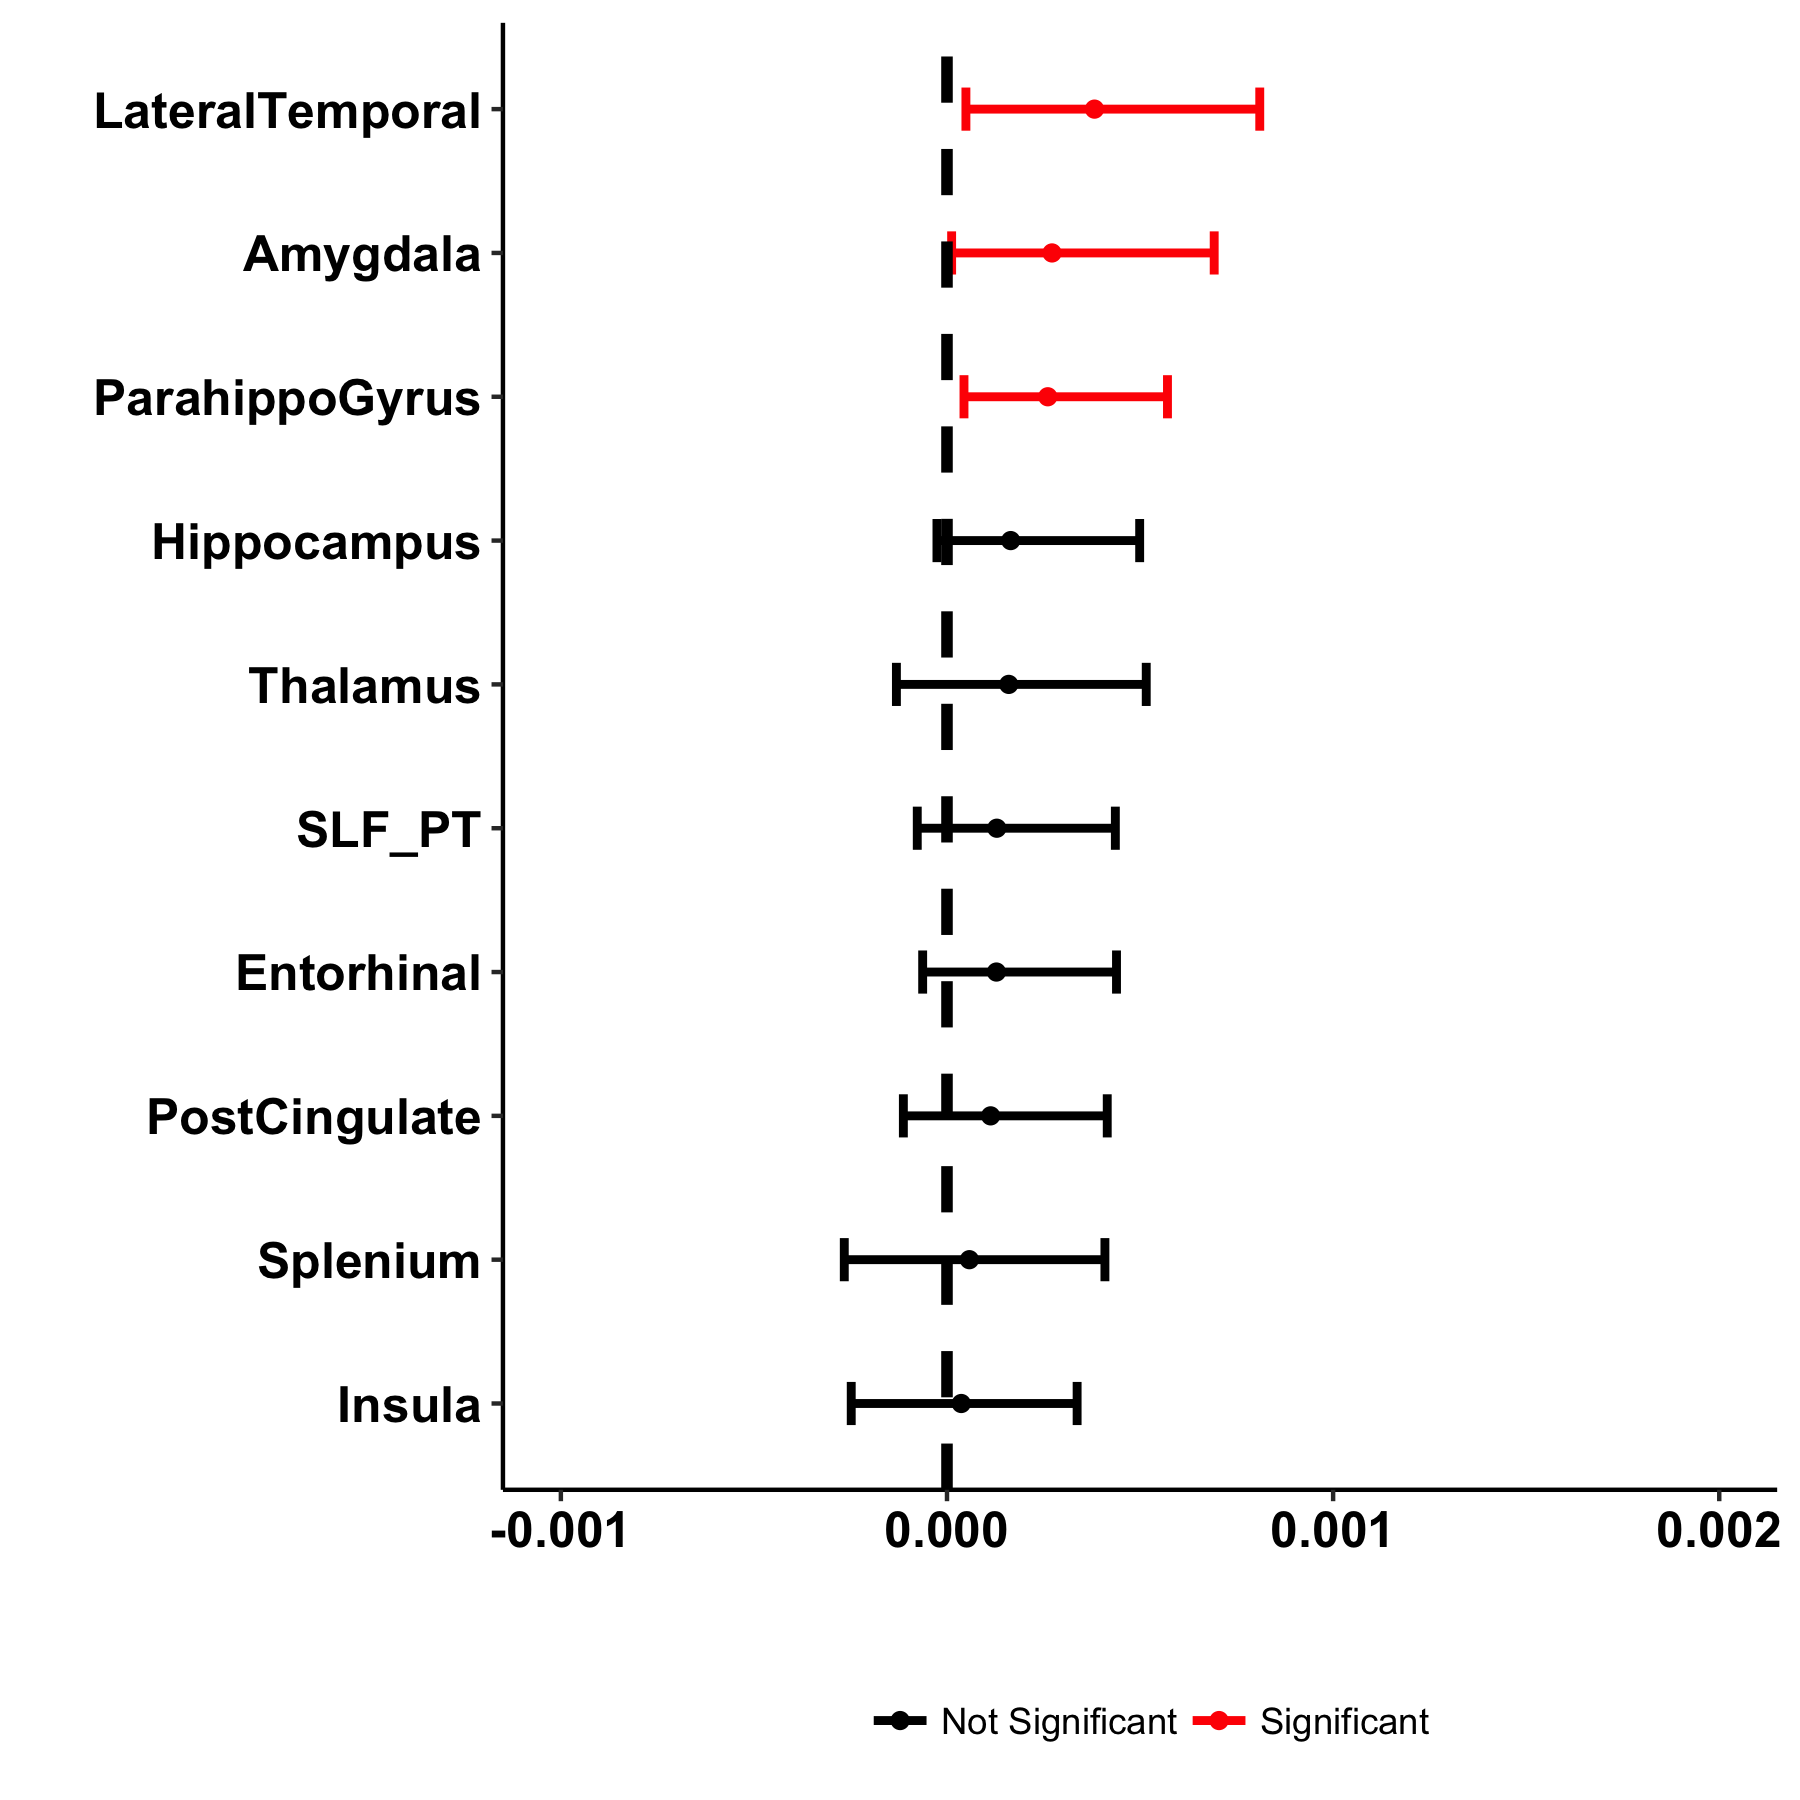 LateralTemporal
Amygdala
ParahippoGyrus
Hippocampus
Thalamus
SLF_PT
Entorhinal
PostCingulate
Splenium
Insula
-0.001 0.000 0.001 0.002
Not Significant Significant